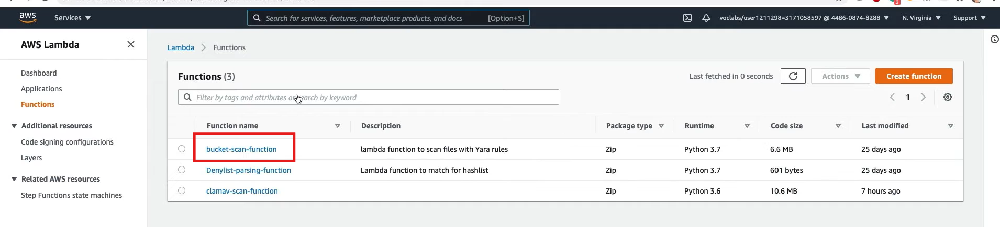 2
aws
Services ▼
Search for services, features, marketplace products, and docs [Option+S]
voclabs/user1211298=3171058597 @ 4486-0874-8288 ▼
N. Virginia ▼
Support ▼
AWS Lambda
Dashboard
Applications
Functions
▼ Additional resources
Code signing configurations
Layers
▼ Related AWS resources
Step Functions state machines
Lambda > Functions
Functions (3)
Last fetched in 0 seconds
Actions ▼
Create function
Filter by tags and attributes or search by keyword
< 1 >
Function name Description Package type Runtime Code size Last modified
bucket-scan-function lambda function to scan files with Yara rules Zip Python 3.7 6.6 MB 25 days ago
Denylist-parsing-function Lambda function to match for hashlist Zip Python 3.7 601 bytes 25 days ago
clamav-scan-function Zip Python 3.6 10.6 MB 7 hours ago